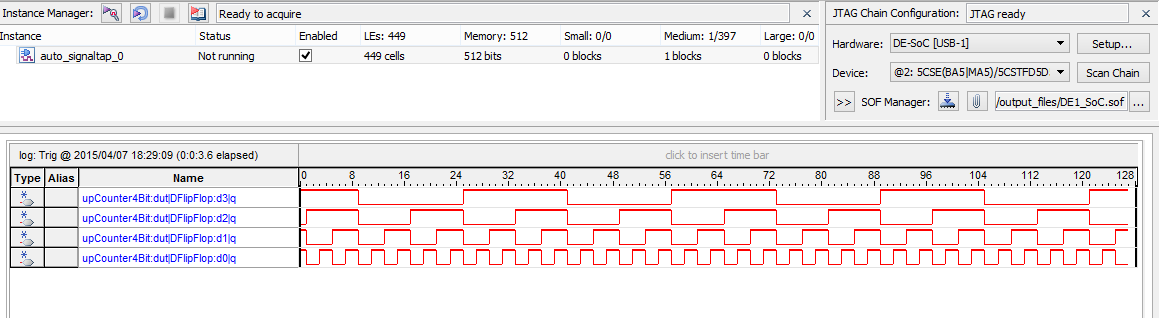 Instance Manager: Ready to acquire
Instance Status Enabled LEs: 449 Memory: 512 Small: 0/0 Medium: 1/397 Large: 0/0
auto_signaltap_0 Not running 449 cells 512 bits 0 blocks 1 blocks 0 blocks
JTAG Chain Configuration: JTAG ready
Hardware: DE-SoC [USB-1] Setup...
Device: @2: 5CSE(BA5|MA5)/5CSTFD5D. Scan Chain
>> SOF Manager: /output_files/DE1_SoC.sof ...
log: Trig @ 2015/04/07 18:29:09 (0:0:3.6 elapsed) click to insert time bar
Type Alias Name 0 8 16 24 32 40 48 56 64 72 80 88 96 104 112 120 128
upCounter4Bit:dut|DFlipFlop:d3|q
upCounter4Bit:dut|DFlipFlop:d2|q
upCounter4Bit:dut|DFlipFlop:d1|q
upCounter4Bit:dut|DFlipFlop:d0|q